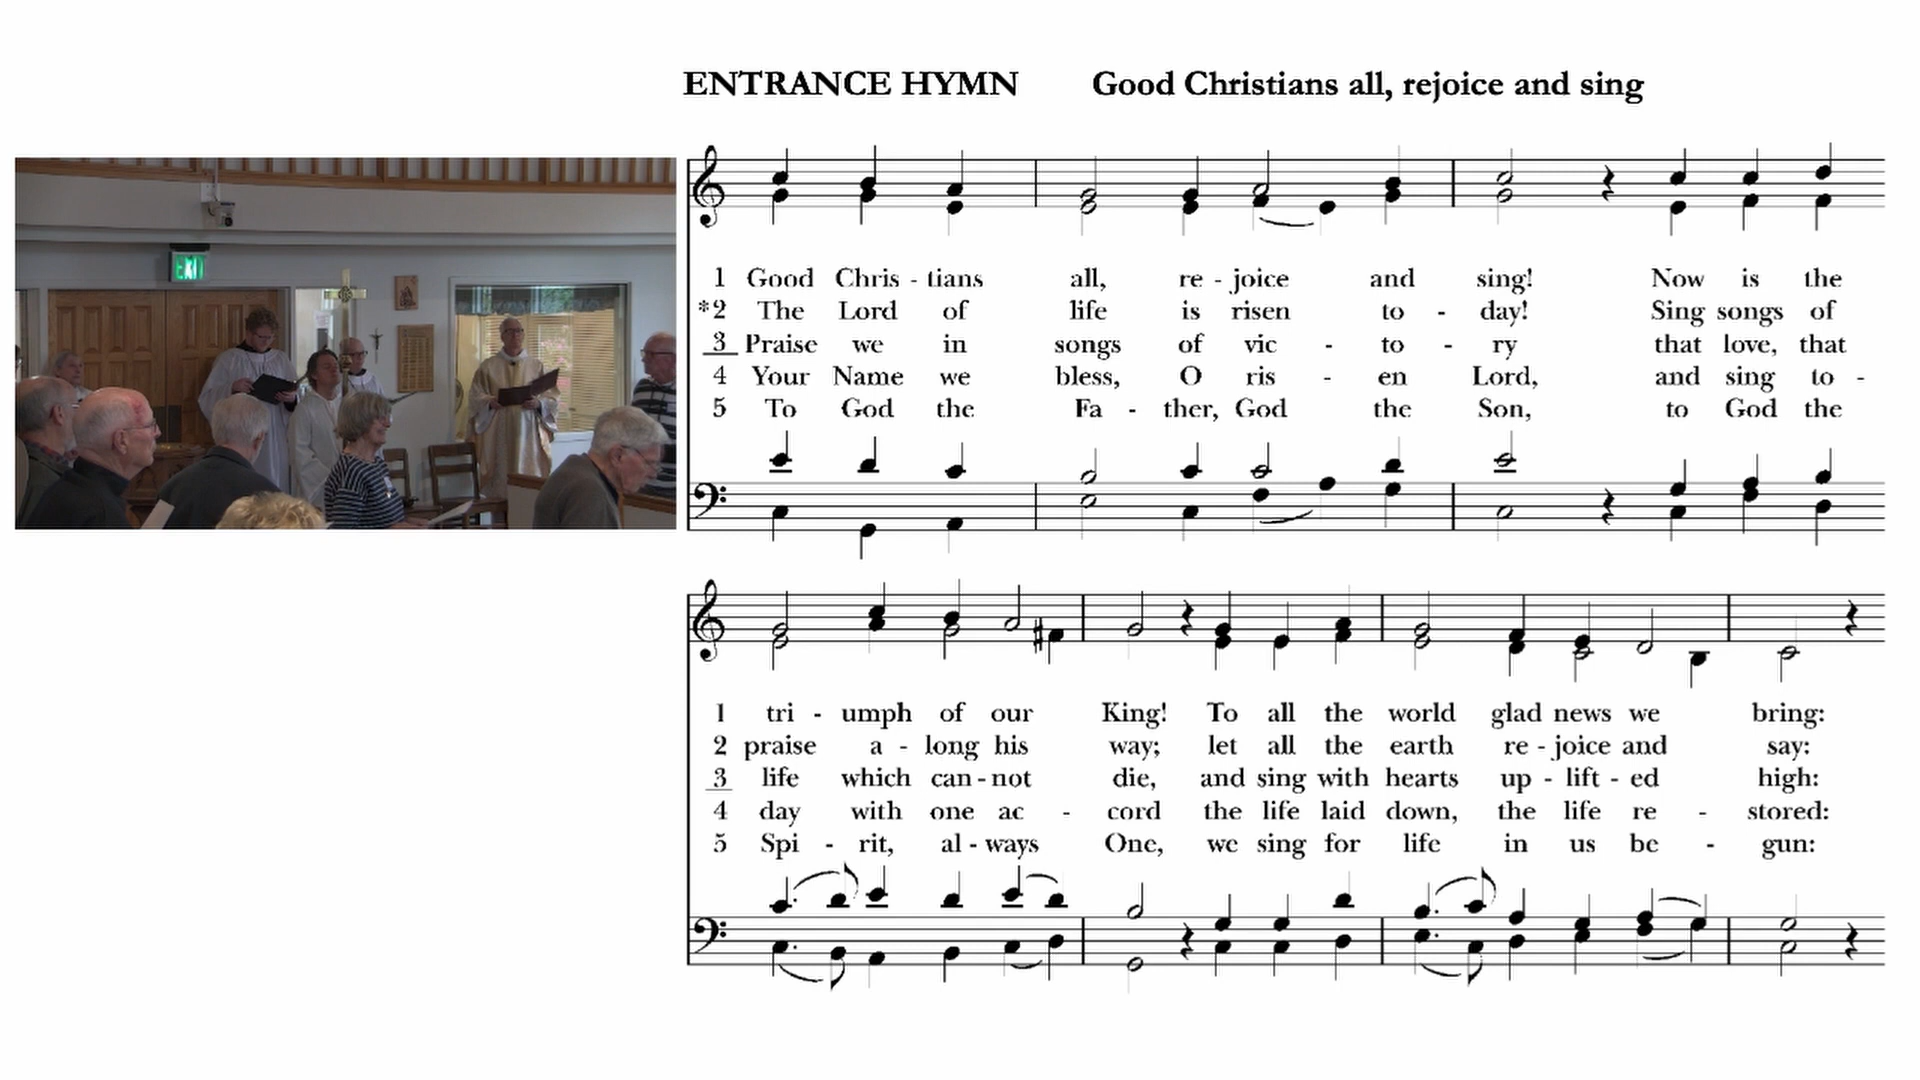 ENTRANCE HYMN Good Christians all, rejoice and sing
EXIT
1 Good Chris - tians all, re - joice and sing! Now is the
*2 The Lord of life is risen to - day! Sing songs of
3 Praise we in songs of vic - to - ry that love, that
4 Your Name we bless, O ris - en Lord, and sing to -
5 To God the Fa - ther, God the Son, to God the
1 tri - umph of our King! To all the world glad news we bring:
2 praise a - long his way; let all the earth re - joice and say:
3 life which can - not die, and sing with hearts up - lift - ed high:
4 day with one ac - cord the life laid down, the life re - stored:
5 Spi - rit, al - ways One, we sing for life in us be - gun: